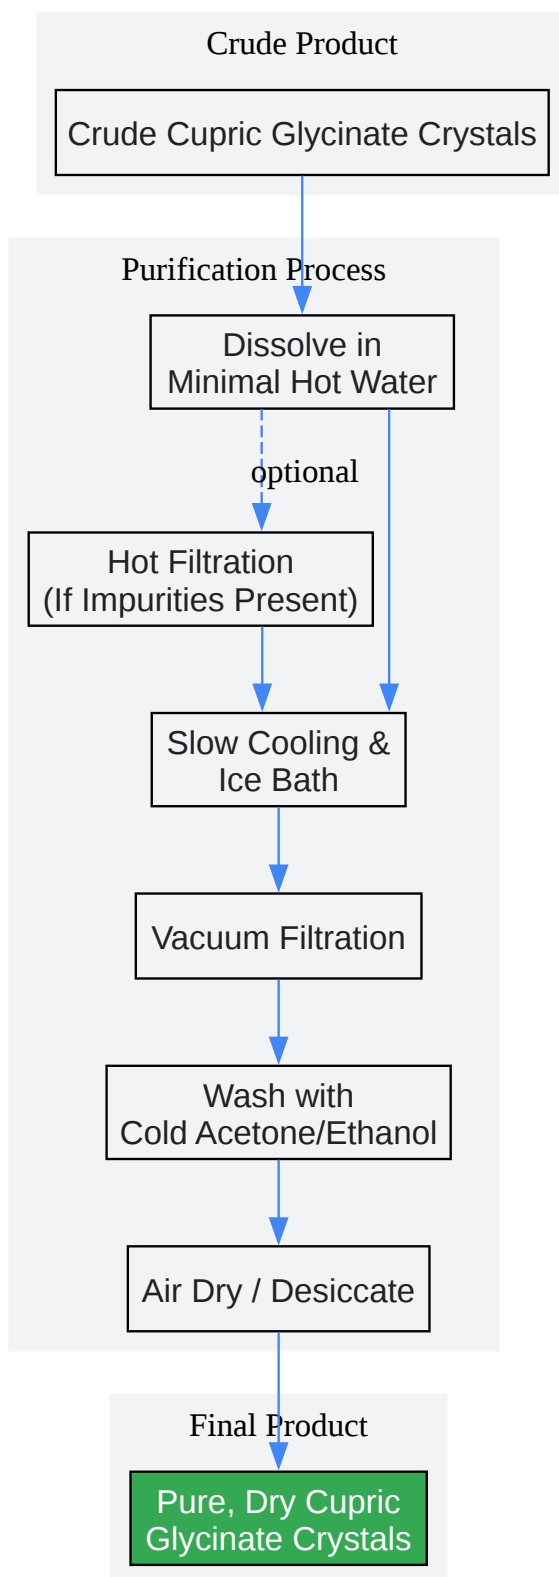 Crude Product
Crude Cupric Glycinate Crystals
Purification Process
Dissolve in
Minimal Hot Water
optional
Hot Filtration
(If Impurities Present)
Slow Cooling &
Ice Bath
Vacuum Filtration
Wash with
Cold Acetone/Ethanol
Air Dry / Desiccate
Final Product
Pure, Dry Cupric
Glycinate Crystals